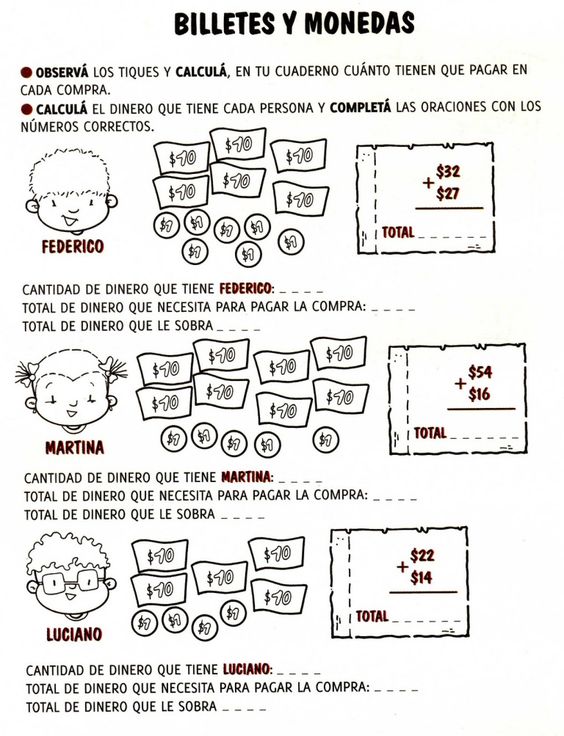 BILLETES Y MONEDAS
● OBSERVÁ LOS TIQUES Y CALCULÁ, EN TU CUADERNO CUÁNTO TIENEN QUE PAGAR EN
CADA COMPRA.
● CALCULÁ EL DINERO QUE TIENE CADA PERSONA Y COMPLETÁ LAS ORACIONES CON LOS
NÚMEROS CORRECTOS.
$10 $10 $10
$10 $10 $10
$1 $1 $1 $1 $1
$1 $1
FEDERICO
$32
+
$27
TOTAL _ _ _ _ _ _ _
CANTIDAD DE DINERO QUE TIENE FEDERICO: _ _ _ _
TOTAL DE DINERO QUE NECESITA PARA PAGAR LA COMPRA: _ _ _ _
TOTAL DE DINERO QUE LE SOBRA _ _ _ _
$10 $10 $10 $10
$10 $10 $10 $10
$1 $1 $1 $1 $1
MARTINA
$54
+
$16
TOTAL _ _ _ _ _ _ _
CANTIDAD DE DINERO QUE TIENE MARTINA: _ _ _ _
TOTAL DE DINERO QUE NECESITA PARA PAGAR LA COMPRA: _ _ _ _
TOTAL DE DINERO QUE LE SOBRA _ _ _ _
$10 $10
$10 $10 $10
$1 $1 $1 $1
LUCIANO
$22
+
$14
TOTAL _ _ _ _ _ _ _
CANTIDAD DE DINERO QUE TIENE LUCIANO: _ _ _ _
TOTAL DE DINERO QUE NECESITA PARA PAGAR LA COMPRA: _ _ _ _
TOTAL DE DINERO QUE LE SOBRA _ _ _ _